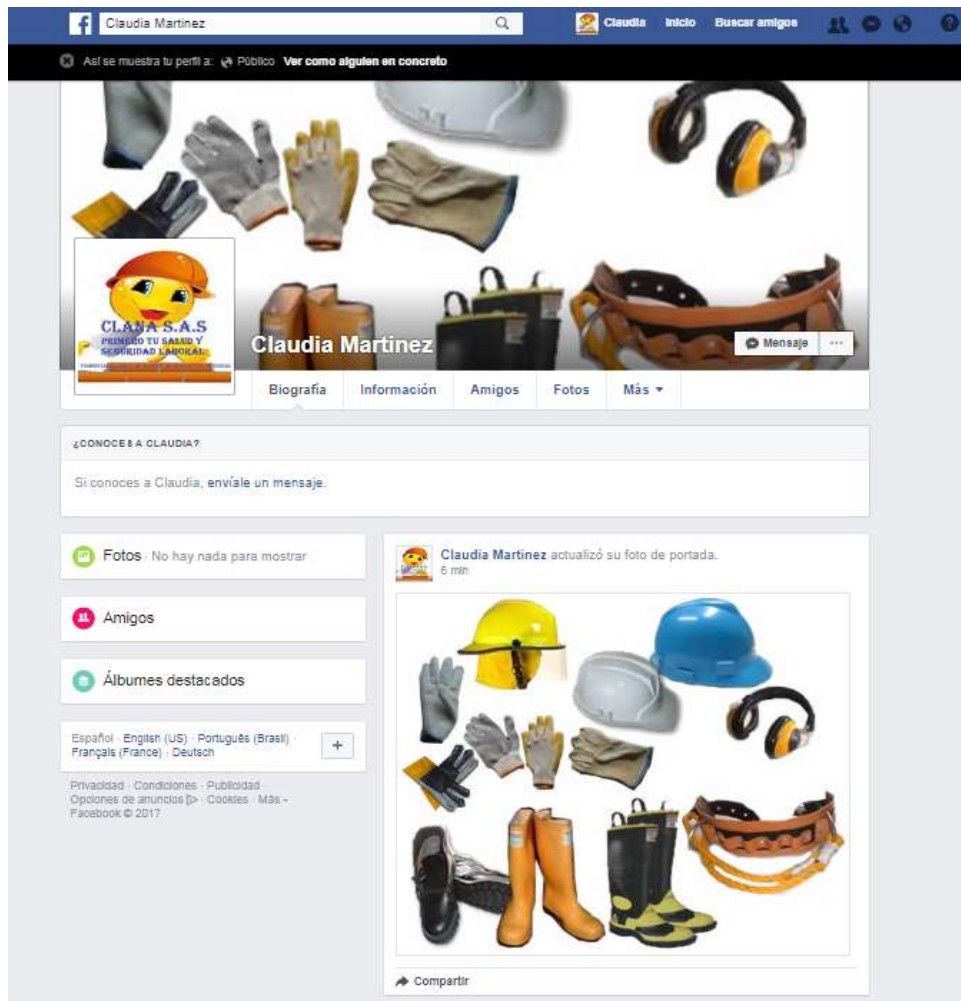 Claudia Martinez
Claudia Inicio Buscar amigos
Así se muestra tu perfil a: Público Ver como alguien en concreto
CLANA S.A.S
PRIMERO TU SALUD Y
SEGURIDAD LABORAL
Claudia Martinez
Mensaje
Biografía Información Amigos Fotos Más
¿CONOCES A CLAUDIA?
Si conoces a Claudia, envíale un mensaje.
Fotos · No hay nada para mostrar
Amigos
Álbumes destacados
Español · English (US) · Português (Brasil) ·
Français (France) · Deutsch
+
Privacidad · Condiciones · Publicidad ·
Opciones de anuncios · Cookies · Más
Facebook © 2017
Claudia Martinez actualizó su foto de portada.
6 min
Compartir